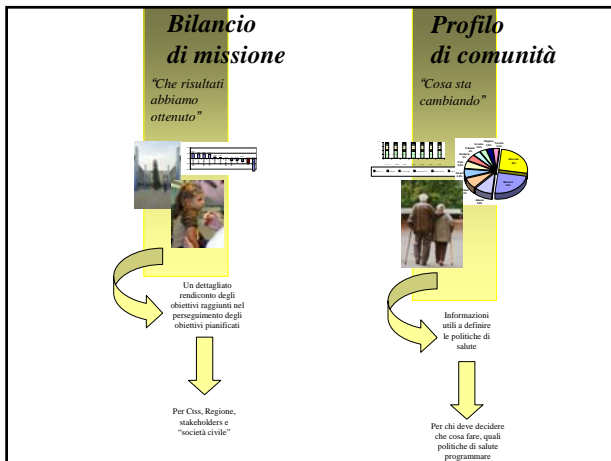 Bilancio
di missione
"Che risultati
abbiamo
ottenuto"
Un dettagliato
rendiconto degli
obiettivi raggiunti nel
perseguimento degli
obiettivi pianificati
Per Ctss, Regione,
stakeholders e
"società civile"
Profilo
di comunità
"Cosa sta
cambiando"
Informazioni
utili a definire
le politiche di
salute
Per chi deve decidere
che cosa fare, quali
politiche di salute
programmare